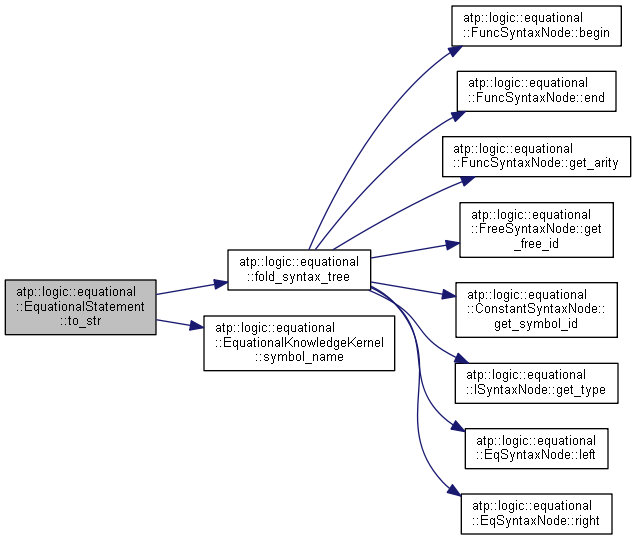 atp::logic::equational
::EquationalStatement
::to_str
atp::logic::equational
::fold_syntax_tree
atp::logic::equational
::EquationalKnowledgeKernel
::symbol_name
atp::logic::equational
::FuncSyntaxNode::begin
atp::logic::equational
::FuncSyntaxNode::end
atp::logic::equational
::FuncSyntaxNode::get_arity
atp::logic::equational
::FreeSyntaxNode::get
_free_id
atp::logic::equational
::ConstantSyntaxNode::
get_symbol_id
atp::logic::equational
::ISyntaxNode::get_type
atp::logic::equational
::EqSyntaxNode::left
atp::logic::equational
::EqSyntaxNode::right